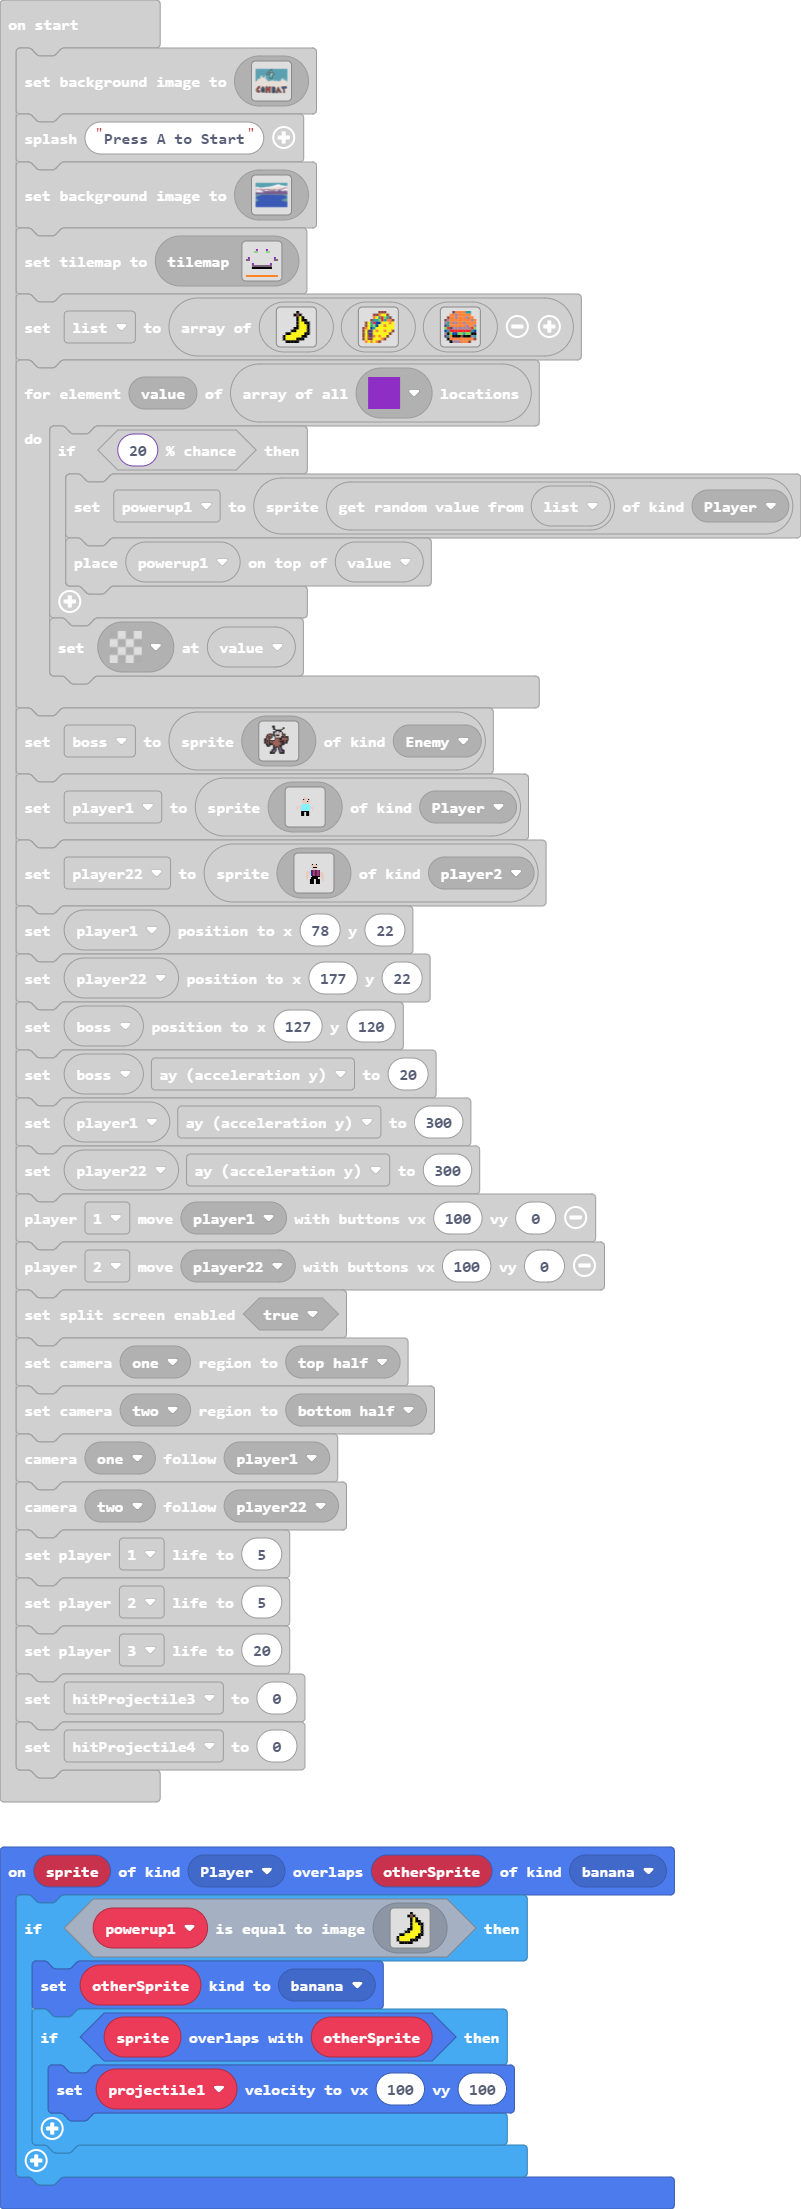 on start
set background image to COMBAT
splash "Press A to Start"
set background image to
set tilemap to tilemap
set list to array of
for element value of array of all locations
do if 20 % chance then
set powerup1 to sprite get random value from list of kind Player
place powerup1 on top of value
set at value
set boss to sprite of kind Enemy
set player1 to sprite of kind Player
set player22 to sprite of kind player2
set player1 position to x 78 y 22
set player22 position to x 177 y 22
set boss position to x 127 y 120
set boss ay (acceleration y) to 20
set player1 ay (acceleration y) to 300
set player22 ay (acceleration y) to 300
player 1 move player1 with buttons vx 100 vy 0
player 2 move player22 with buttons vx 100 vy 0
set split screen enabled true
set camera one region to top half
set camera two region to bottom half
camera one follow player1
camera two follow player22
set player 1 life to 5
set player 2 life to 5
set player 3 life to 20
set hitProjectile3 to 0
set hitProjectile4 to 0
on sprite of kind Player overlaps otherSprite of kind banana
if powerup1 is equal to image then
set otherSprite kind to banana
if sprite overlaps with otherSprite then
set projectile1 velocity to vx 100 vy 100